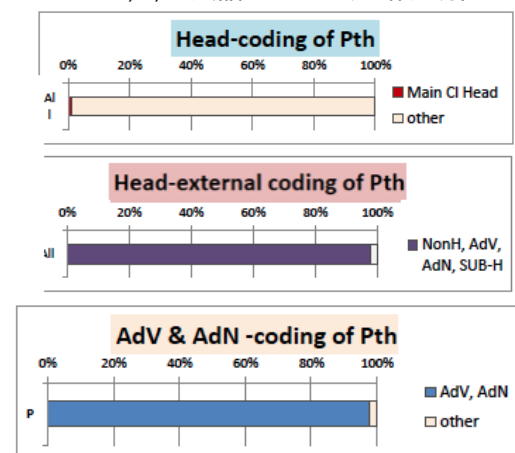 Head-coding of Pth
0% 20% 40% 60% 80% 100%
Al
l
Main Cl Head
other
Head-external coding of Pth
0% 20% 40% 60% 80% 100%
All
NonH, AdV,
AdN, SUB-H
AdV & AdN -coding of Pth
0% 20% 40% 60% 80% 100%
P
AdV, AdN
other